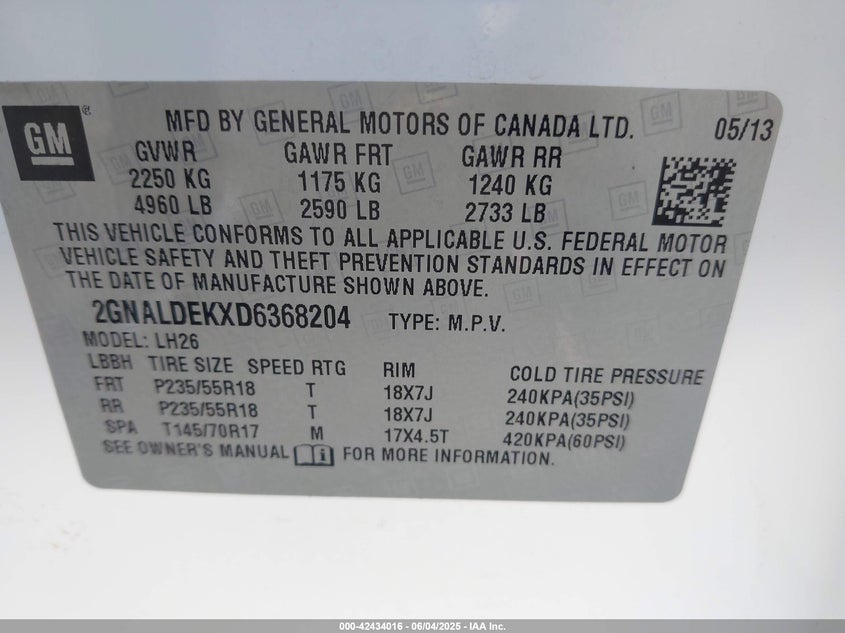 GM
MFD BY GENERAL MOTORS OF CANADA LTD. 05/13
GVWR GAWR FRT GAWR RR
2250 KG 1175 KG 1240 KG
4960 LB 2590 LB 2733 LB
THIS VEHICLE CONFORMS TO ALL APPLICABLE U.S. FEDERAL MOTOR
VEHICLE SAFETY AND THEFT PREVENTION STANDARDS IN EFFECT ON
THE DATE OF MANUFACTURE SHOWN ABOVE.
2GNALDEKXD6368204 TYPE: M.P.V.
MODEL: LH26
LBBH TIRE SIZE SPEED RTG RIM COLD TIRE PRESSURE
FRT P235/55R18 T 18X7J 240KPA(35PSI)
RR P235/55R18 T 18X7J 240KPA(35PSI)
SPA T145/70R17 M 17X4.5T 420KPA(60PSI)
SEE OWNER'S MANUAL FOR MORE INFORMATION.
000-42434016 - 06/04/2025 - IAA Inc.